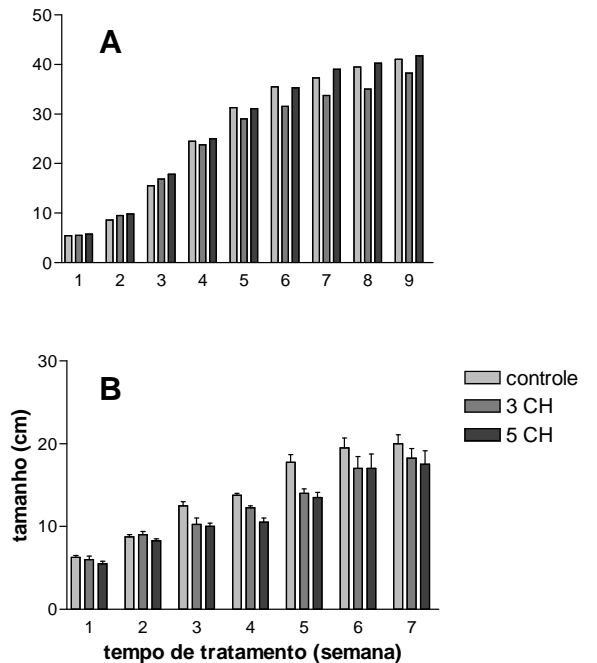 A
50
40
30
20
10
0
1 2 3 4 5 6 7 8 9
B
30
20
10
0
1 2 3 4 5 6 7
tamanho (cm)
tempo de tratamento (semana)
controle
3 CH
5 CH